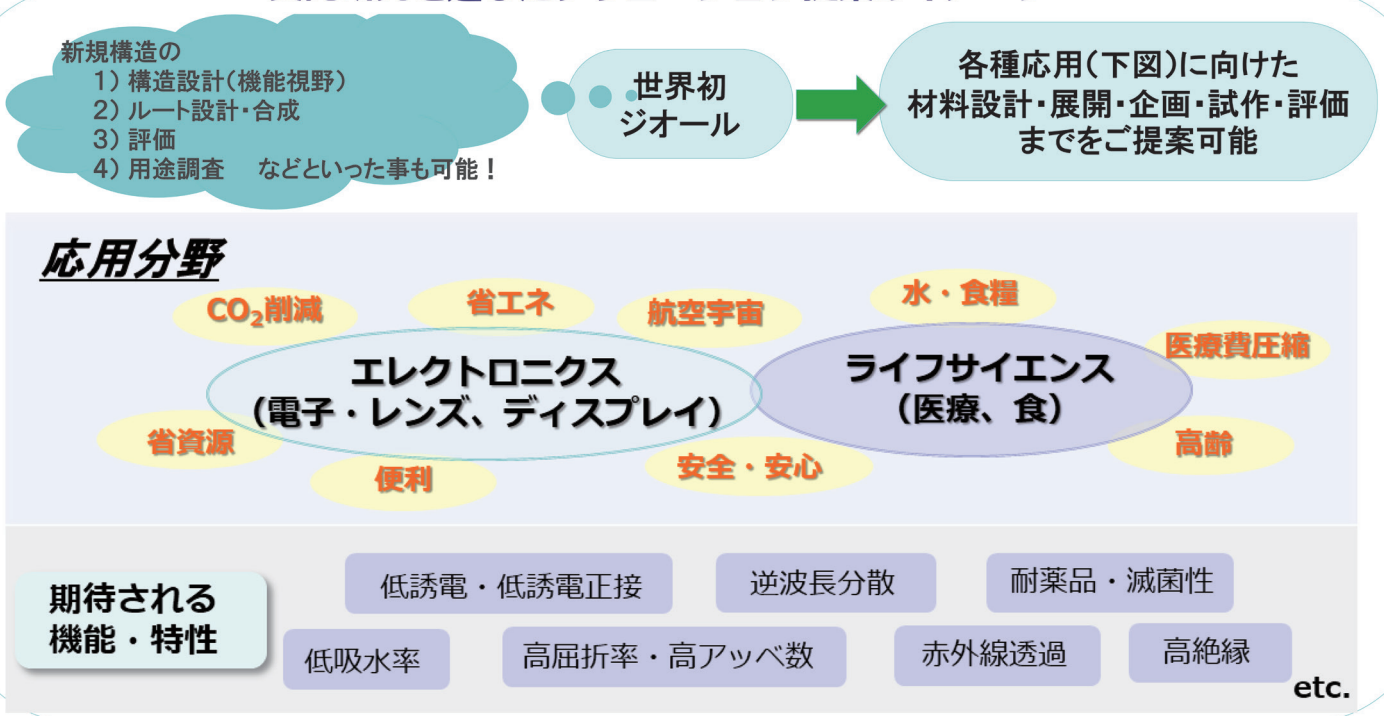 新規構造の
1）構造設計（機能視野）
2）ルート設計・合成
3）評価
4）用途調査　などといった事も可能！
世界初
ジオール
各種応用（下図）に向けた
材料設計・展開・企画・試作・評価
までをご提案可能
応用分野
CO₂削減
省エネ
航空宇宙
水・食糧
医療費圧縮
エレクトロニクス
（電子・レンズ、ディスプレイ）
ライフサイエンス
（医療、食）
省資源
便利
安全・安心
高齢
期待される
機能・特性
低誘電・低誘電正接
逆波長分散
耐薬品・滅菌性
低吸水率
高屈折率・高アッベ数
赤外線透過
高絶縁
etc.